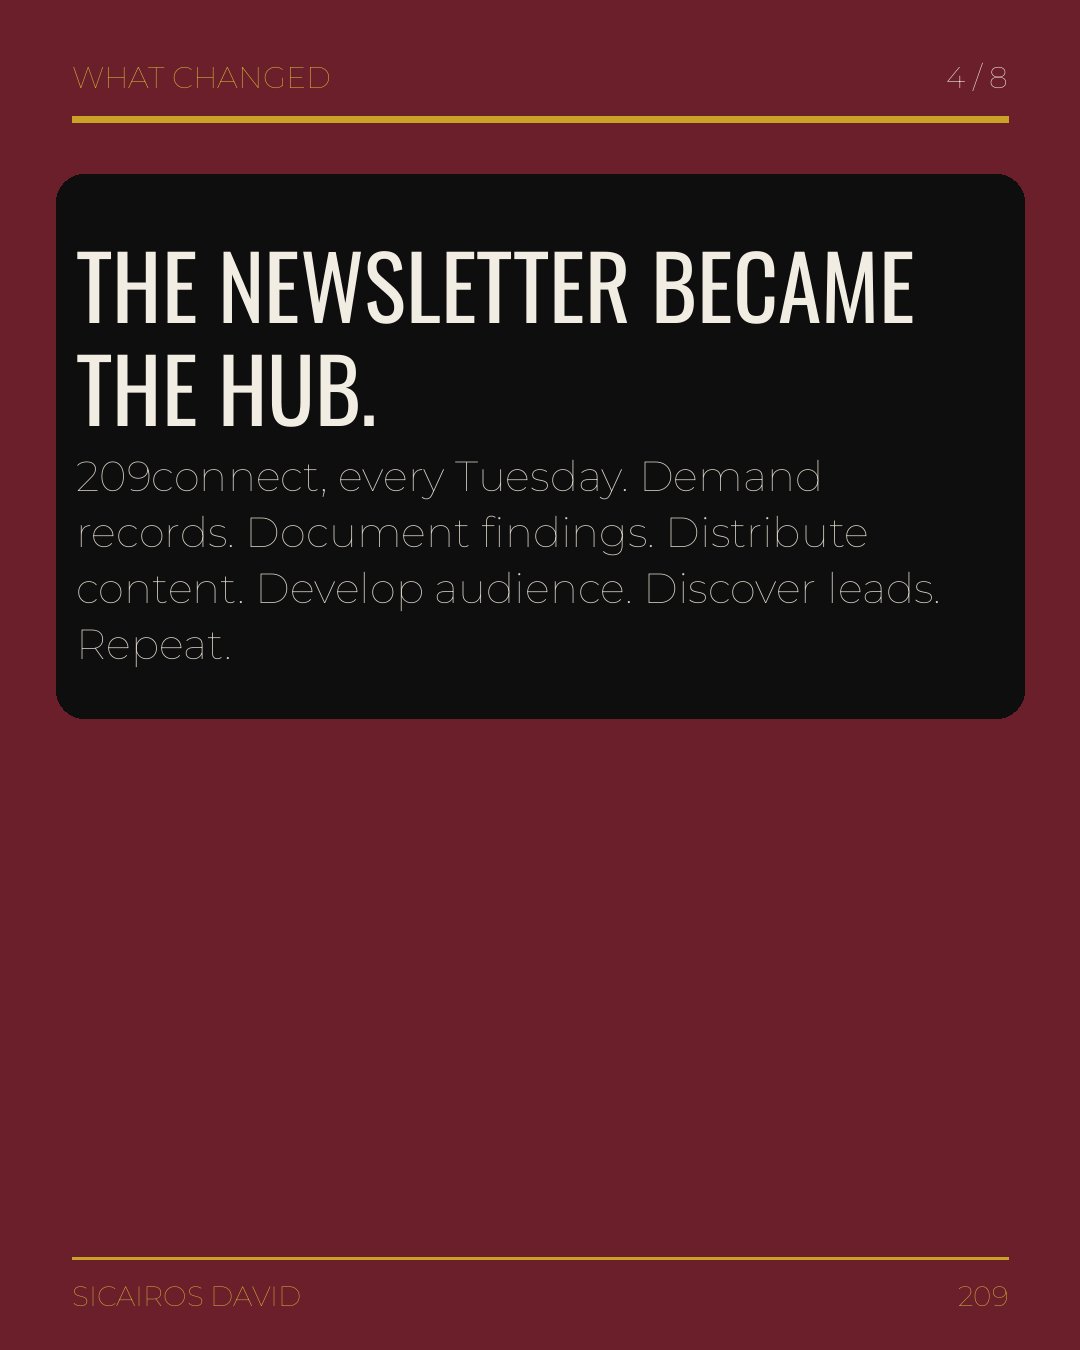 WHAT CHANGED
4 / 8
THE NEWSLETTER BECAME
THE HUB.
209connect, every Tuesday. Demand
records. Document findings. Distribute
content. Develop audience. Discover leads.
Repeat.
SICAIROS DAVID
209